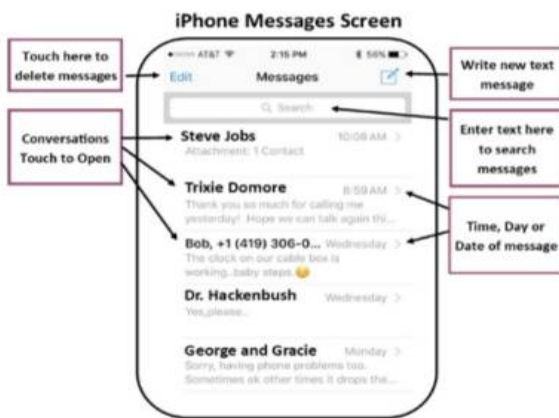 iPhone Messages Screen
Touch here to
delete messages
AT&T 2:15 PM 56%
Edit Messages
Write new text
message
Search
Enter text here
to search
messages
Conversations
Touch to Open
Steve Jobs 10:08 AM >
Attachment: 1 Contact
Trixie Domore 8:59 AM >
Thank you so much for calling me
yesterday! Hope we can talk again thi...
Time, Day or
Date of message
Bob, +1 (419) 306-0... Wednesday >
The clock on our cable box is
working..baby steps.😊
Dr. Hackenbush Wednesday >
Yes,please..
George and Gracie Monday >
Sorry, having phone problems too.
Sometimes ok other times it drops the...